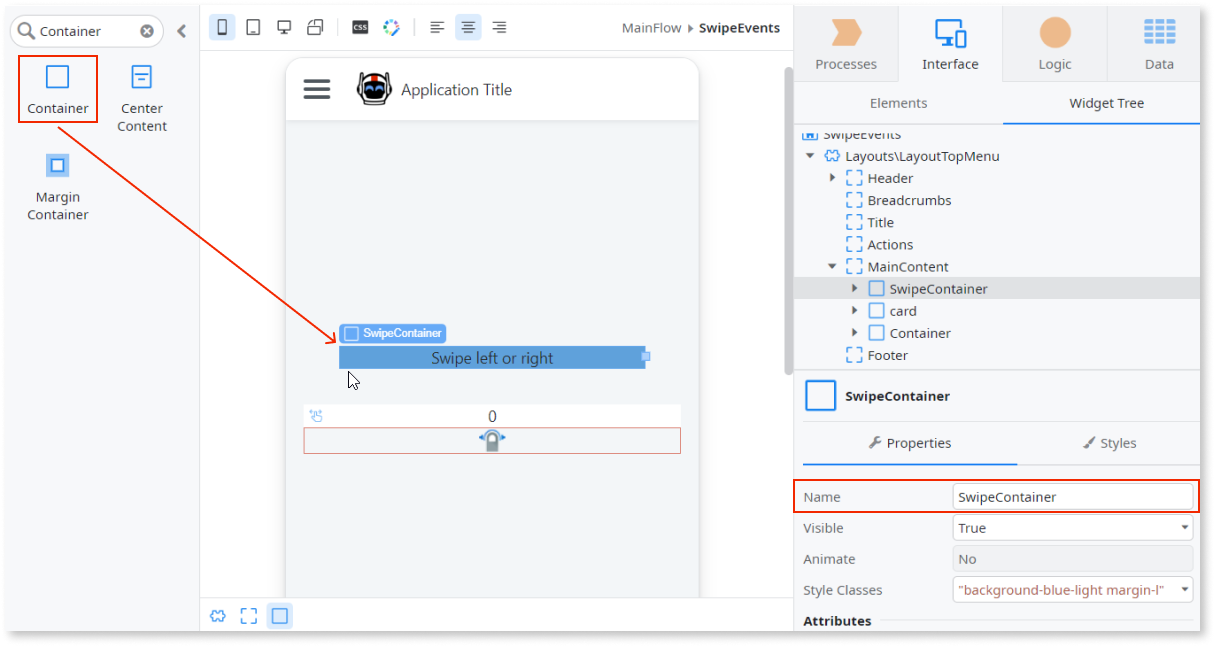 Container
Container
Center
Content
Margin
Container
CSS
MainFlow
SwipeEvents
Application Title
SwipeContainer
Swipe left or right
0
Processes
Interface
Logic
Data
Elements
Widget Tree
SwipeEvents
Layouts\LayoutTopMenu
Header
Breadcrumbs
Title
Actions
MainContent
SwipeContainer
card
Container
Footer
SwipeContainer
Properties
Styles
Name
SwipeContainer
Visible
True
Animate
No
Style Classes
"background-blue-light margin-l"
Attributes